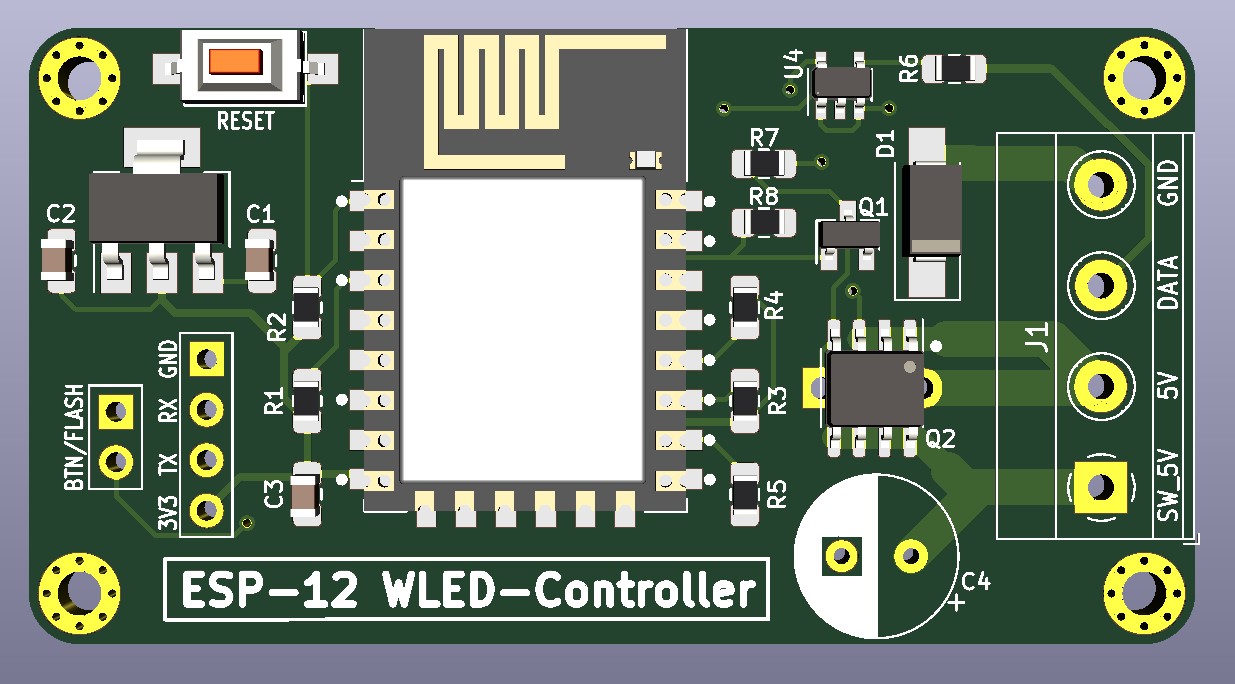 RESET
U4
R6
D1
R7
R8
Q1
C2
C1
R2
R4
R1
R3
C3
R5
GND
RX
TX
3V3
BTN/FLASH
J1
GND
DATA
5V
SW_5V
Q2
C4
+
ESP-12 WLED-Controller